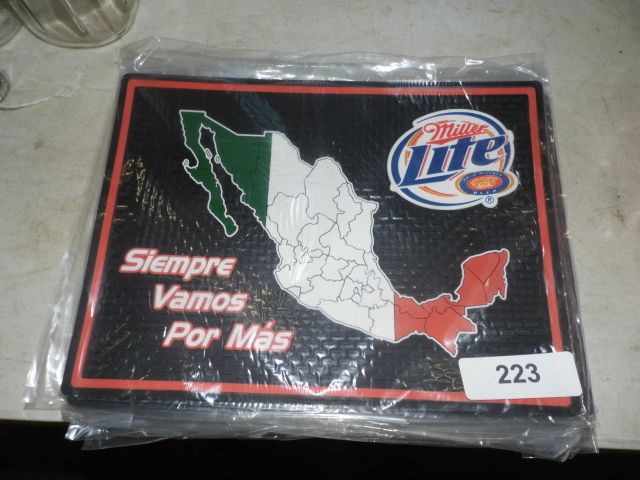 Miller
Lite
®
Siempre
Vamos
Por Más
223